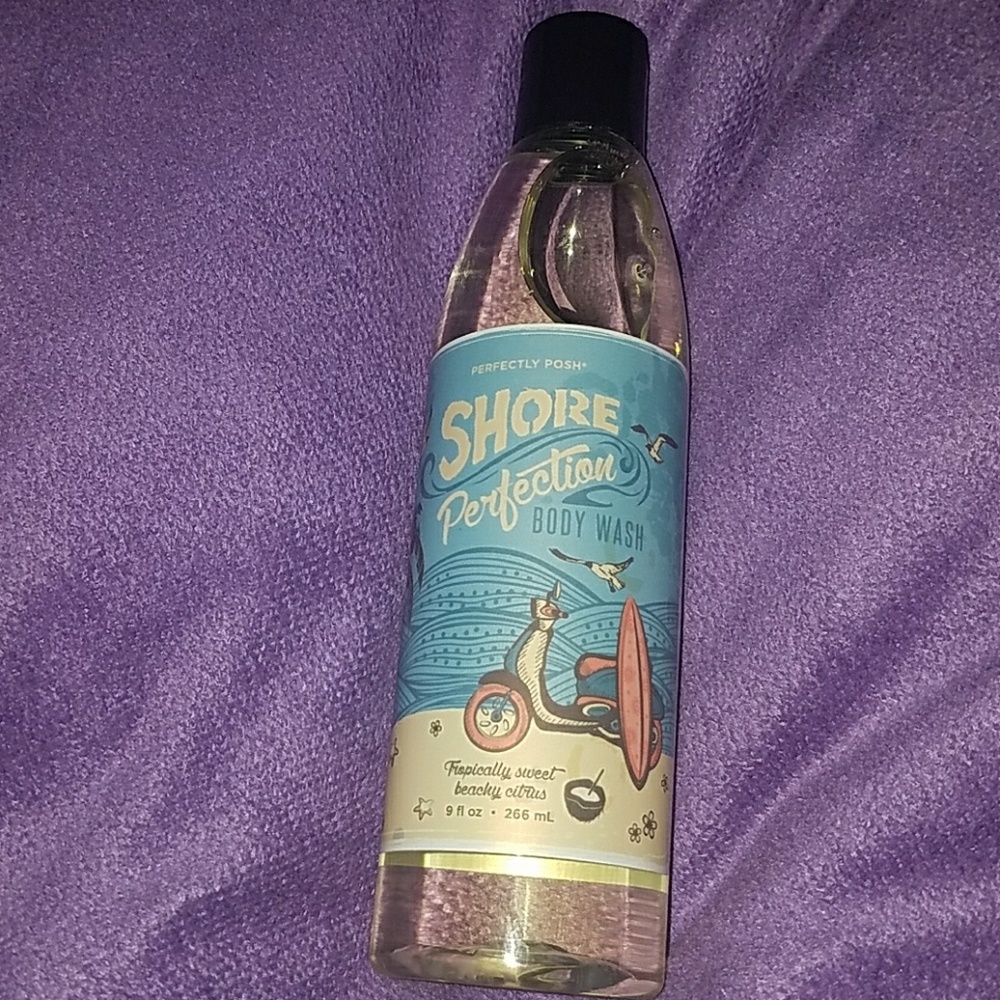 PERFECTLY POSH®
SHORE
Perfection
BODY WASH
Tropically sweet
beachy citrus
9 fl oz • 266 mL